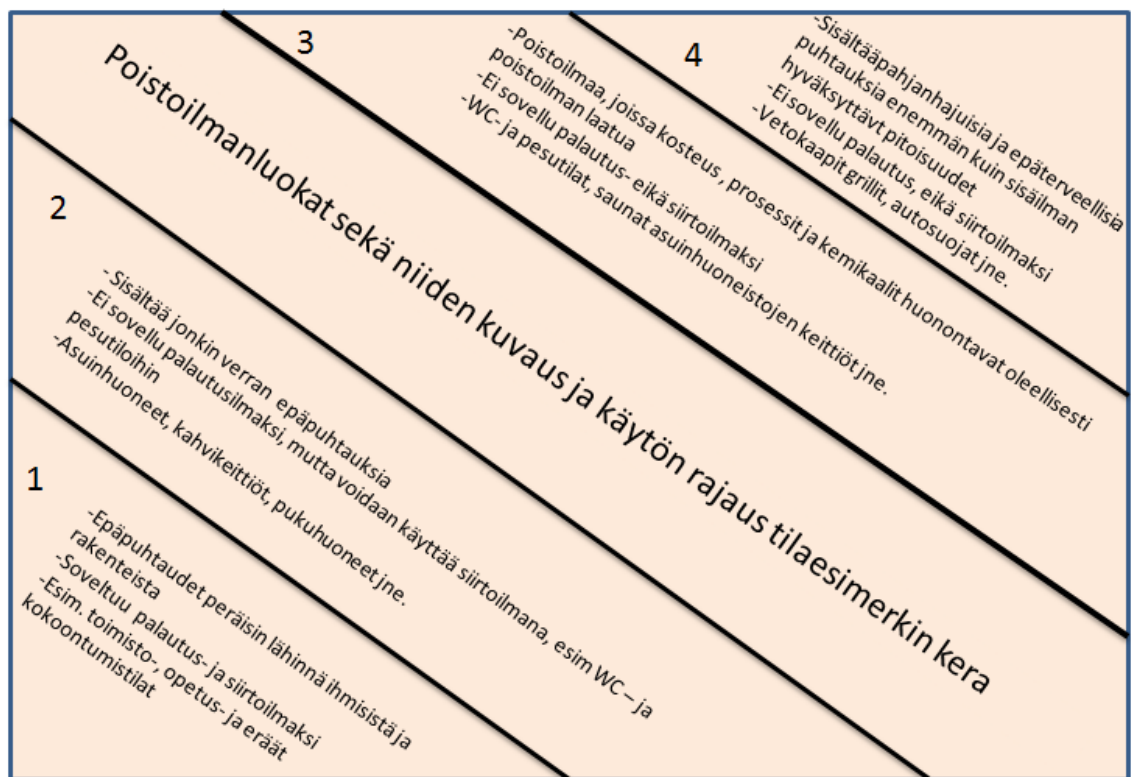 Poistoilmanluokat sekä niiden kuvaus ja käytön rajaus tilaesimerkin kera
1
-Epäpuhtaudet peräisin lähinnä ihmisistä ja
rakenteista
-Soveltuu palautus- ja siirtoilmaksi
-Esim. toimisto-, opetus- ja eräät
kokoontumistilat
2
- Sisältää jonkin verran epäpuhtauksia
-Ei sovellu palautusilmaksi, mutta voidaan käyttää siirtoilmana, esim WC – ja
pesutiloihin
-Asuinhuoneet, kahvikeittiöt, pukuhuoneet jne.
3
-Poistoilmaa, joissa kosteus , prosessit ja kemikaalit huonontavat oleellisesti
poistoilman laatua
-Ei sovellu palautus- eikä siirtoilmaksi
-WC- ja pesutilat, saunat asuinhuoneistojen keittiöt jne.
4
-Sisältääpahjanhajuisia ja epäterveellisia
puhtauksia enemmän kuin sisäilman
hyväksyttävt pitoisuudet
-Ei sovellu palautus, eikä siirtoilmaksi
-Vetokaapit grillit, autosuojat jne.